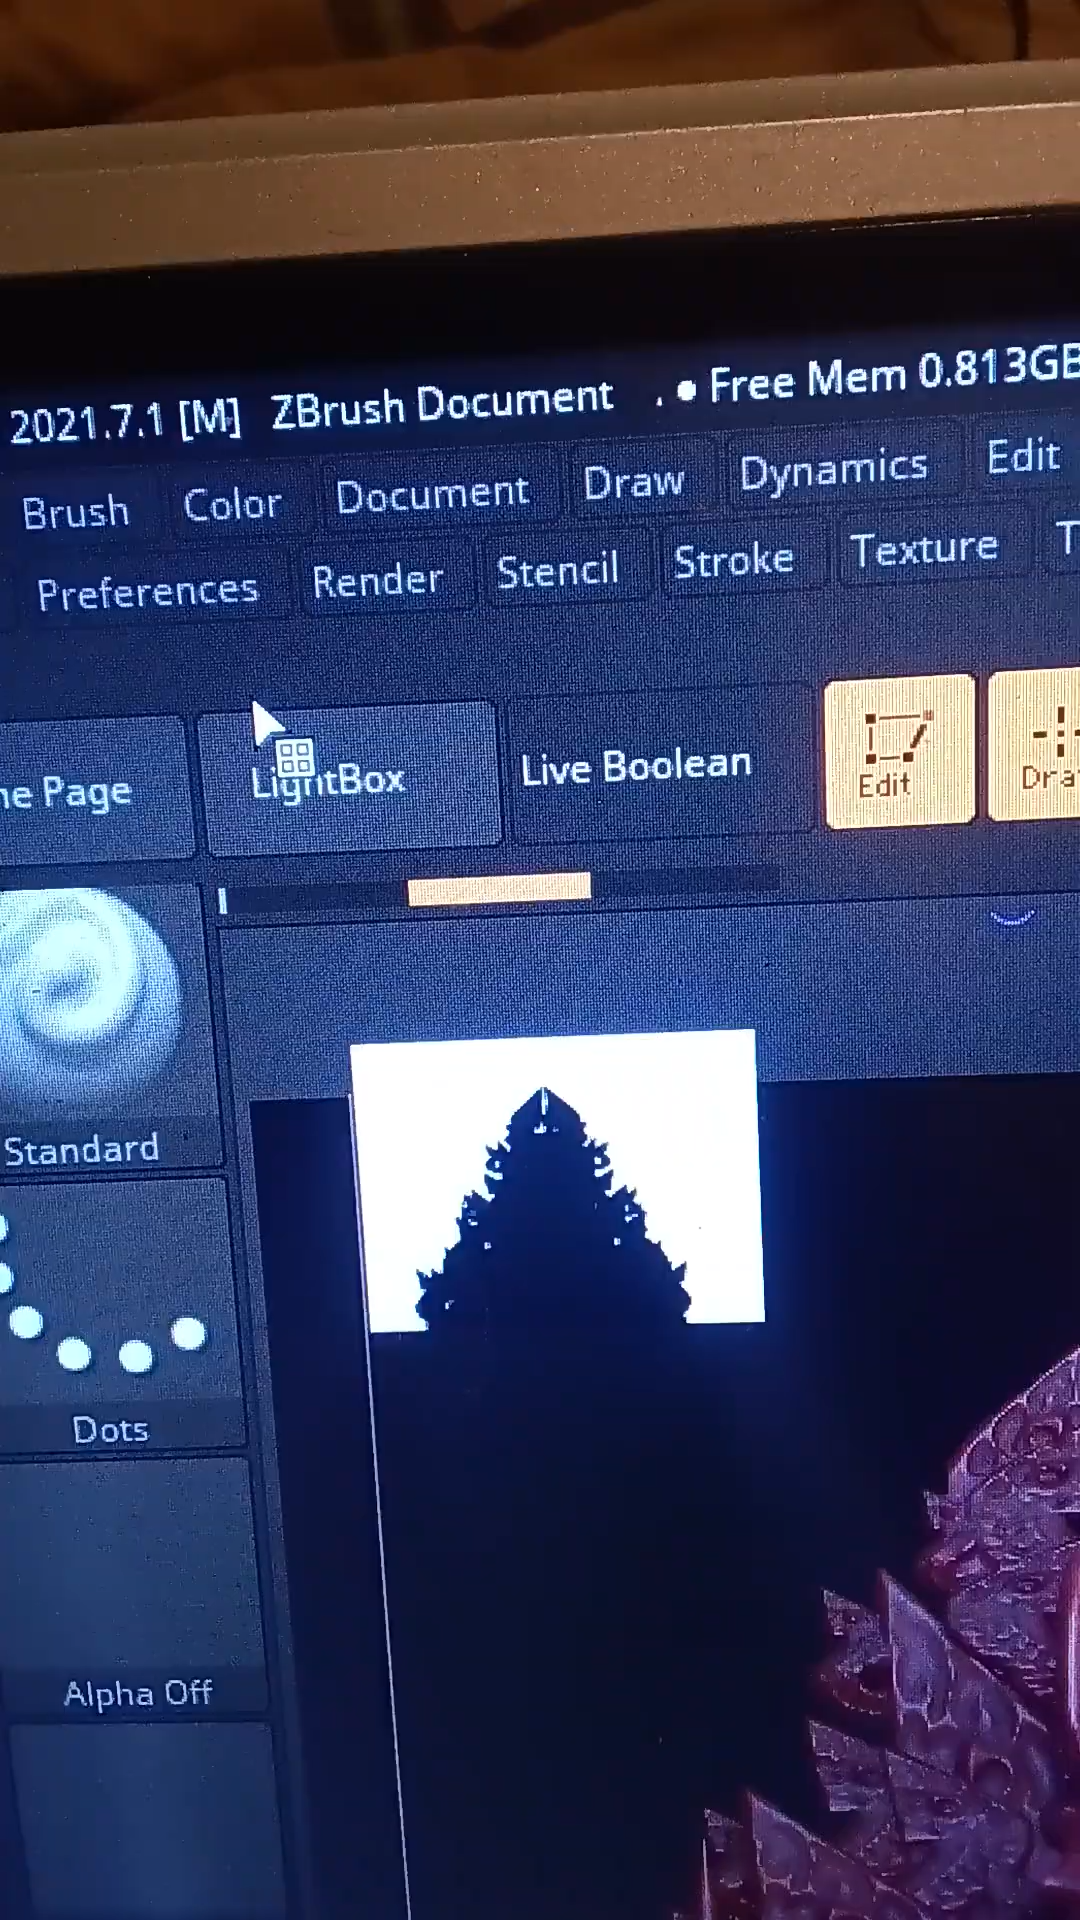 2021.7.1 [M] ZBrush Document . • Free Mem 0.813GB
Brush Color Document Draw Dynamics Edit
Preferences Render Stencil Stroke Texture
Page LightBox Live Boolean Edit
Standard
Dots
Alpha Off